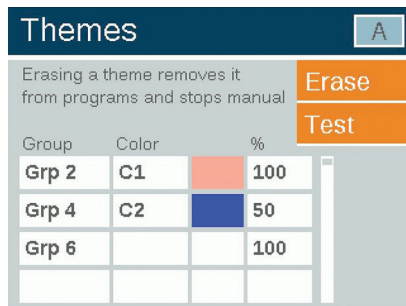 Themes A
Erasing a theme removes it
from programs and stops manual
Erase
Test
Group Color %
Grp 2 C1 100
Grp 4 C2 50
Grp 6 100